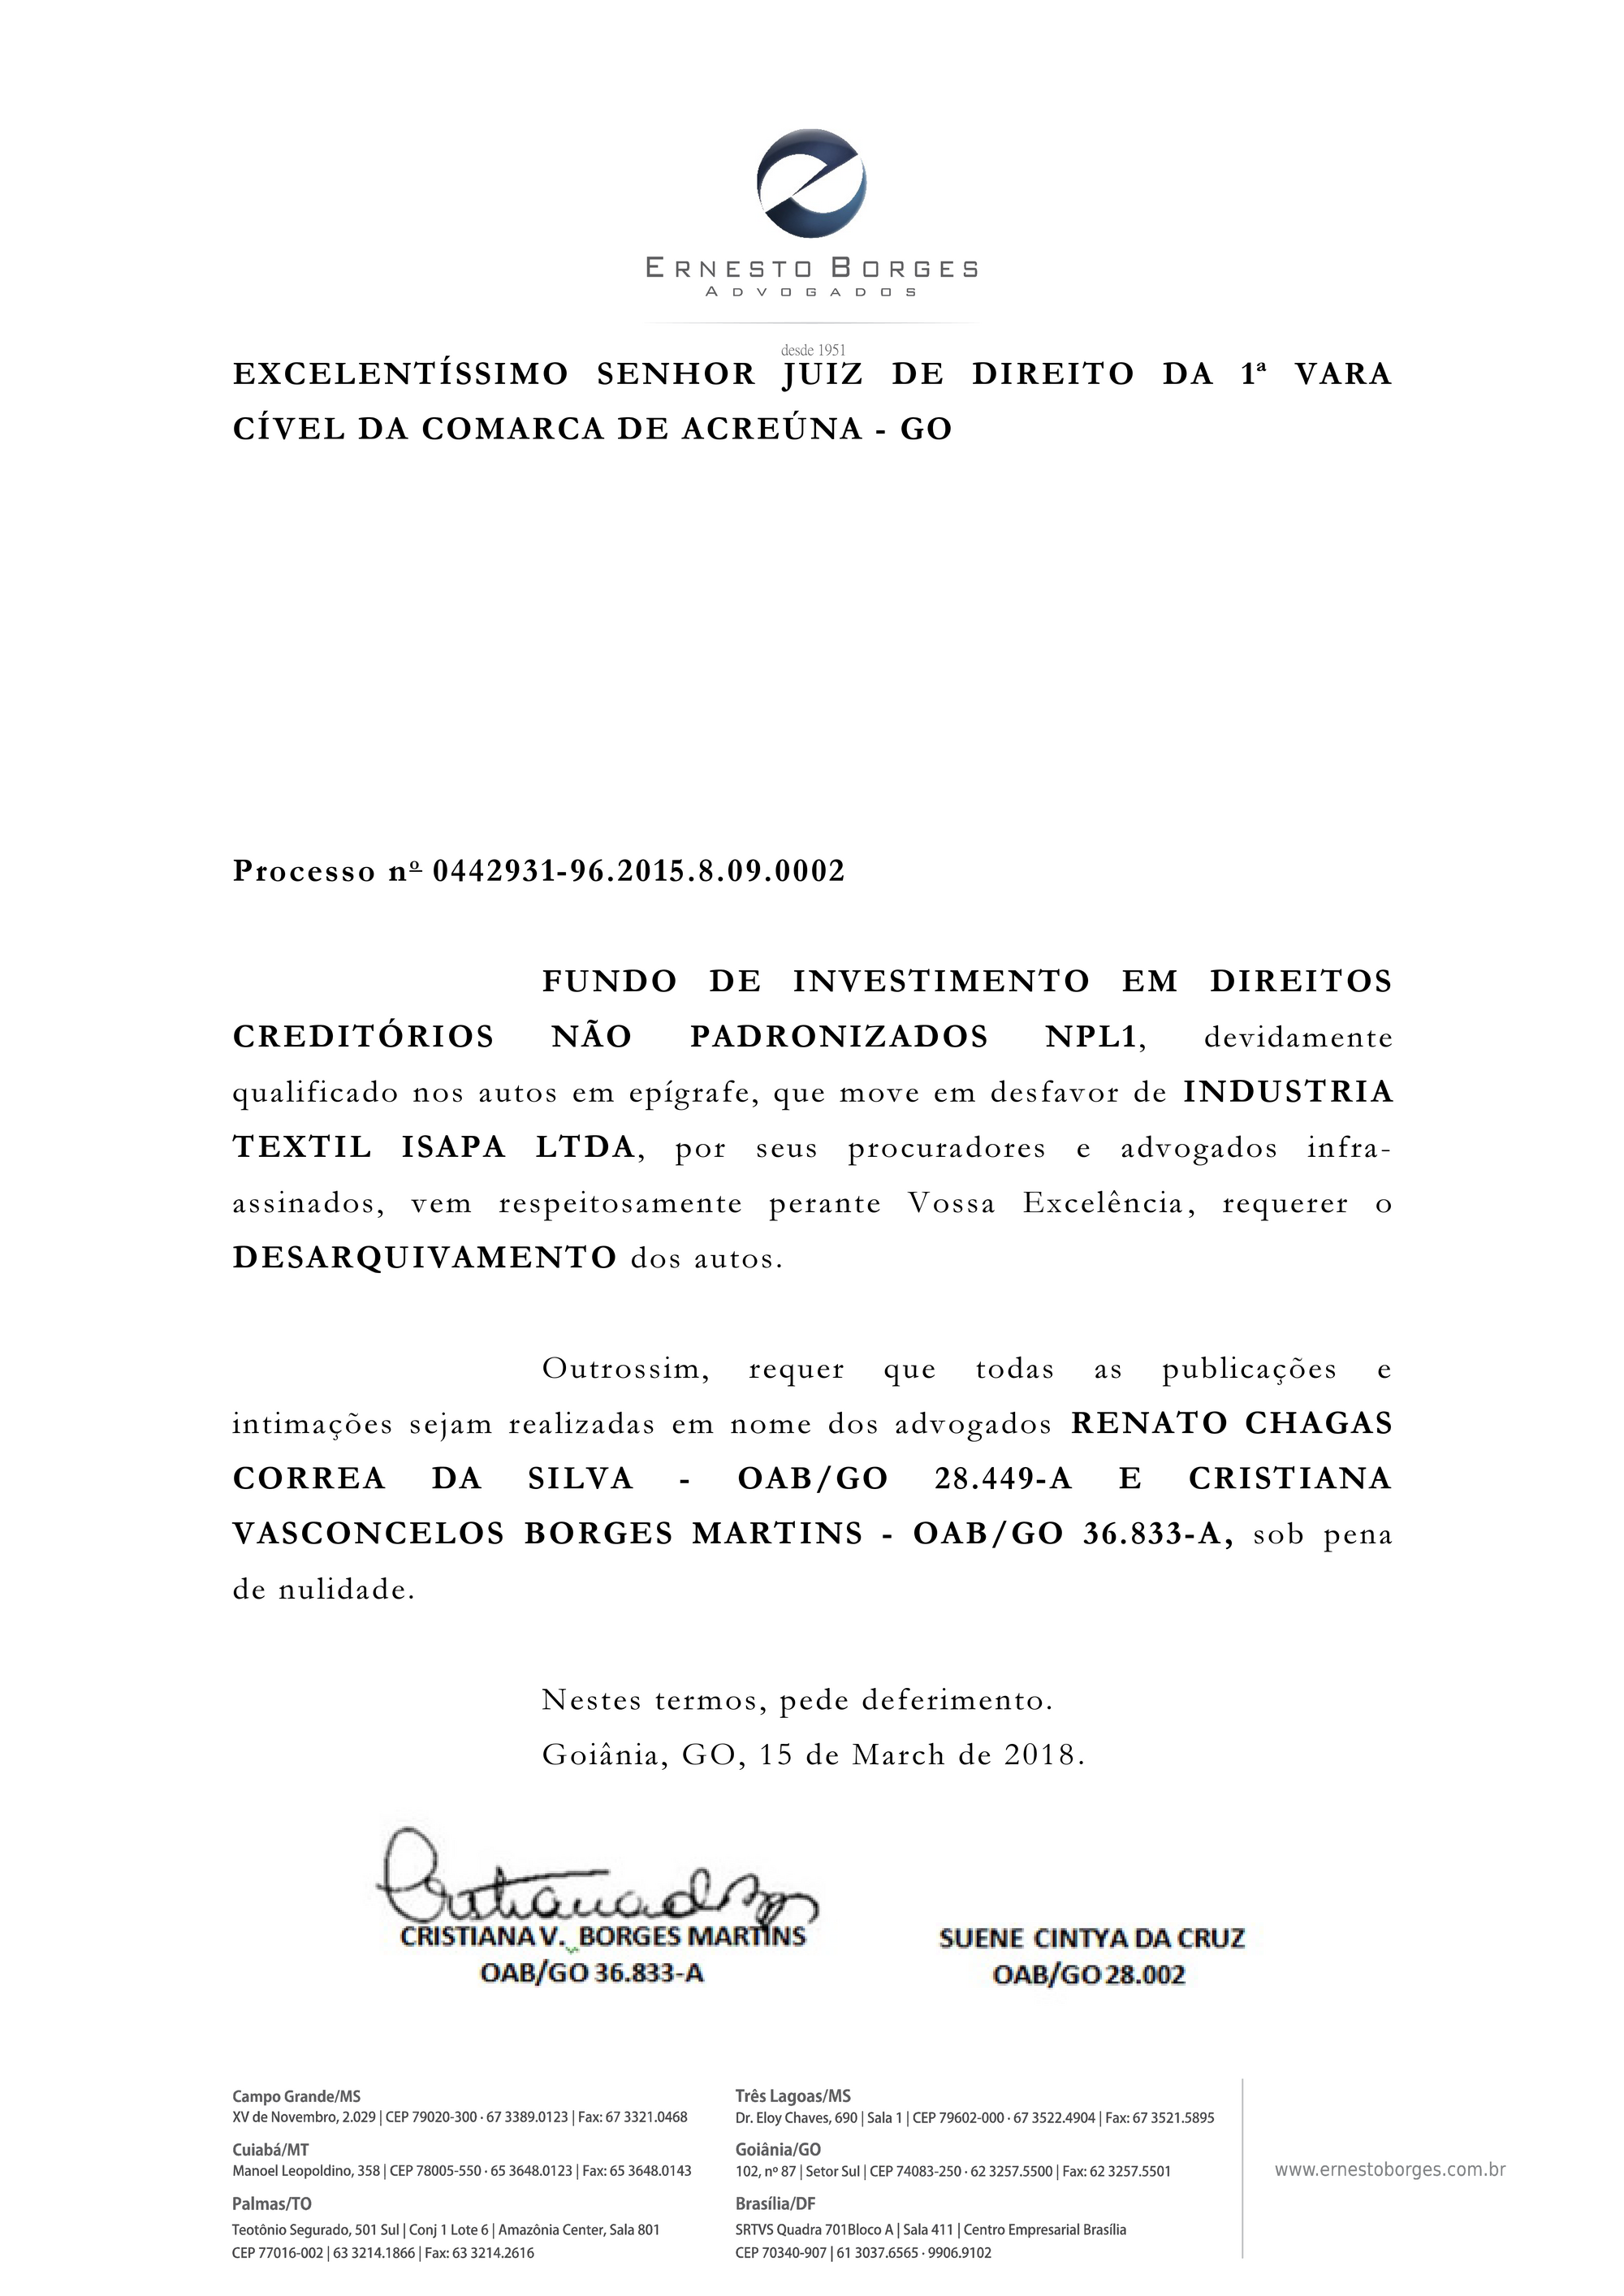 ERNESTO BORGES
ADVOGADOS
desde 1951
EXCELENTÍSSIMO SENHOR JUIZ DE DIREITO DA 1ª VARA
CÍVEL DA COMARCA DE ACREÚNA - GO
Processo nº 0442931-96.2015.8.09.0002
FUNDO DE INVESTIMENTO EM DIREITOS
CREDITÓRIOS NÃO PADRONIZADOS NPL1, devidamente
qualificado nos autos em epígrafe, que move em desfavor de INDUSTRIA
TEXTIL ISAPA LTDA, por seus procuradores e advogados infra-
assinados, vem respeitosamente perante Vossa Excelência, requerer o
DESARQUIVAMENTO dos autos.
Outrossim, requer que todas as publicações e
intimações sejam realizadas em nome dos advogados RENATO CHAGAS
CORREA DA SILVA - OAB/GO 28.449-A E CRISTIANA
VASCONCELOS BORGES MARTINS - OAB/GO 36.833-A, sob pena
de nulidade.
Nestes termos, pede deferimento.
Goiânia, GO, 15 de March de 2018.
CRISTIANA V. BORGES MARTINS
OAB/GO 36.833-A
SUENE CINTYA DA CRUZ
OAB/GO 28.002
Campo Grande/MS
XV de Novembro, 2.029 | CEP 79020-300 · 67 3389.0123 | Fax: 67 3321.0468
Cuiabá/MT
Manoel Leopoldino, 358 | CEP 78005-550 · 65 3648.0123 | Fax: 65 3648.0143
Palmas/TO
Teotônio Segurado, 501 Sul | Conj 1 Lote 6 | Amazônia Center, Sala 801
CEP 77016-002 | 63 3214.1866 | Fax: 63 3214.2616
Três Lagoas/MS
Dr. Eloy Chaves, 690 | Sala 1 | CEP 79602-000 · 67 3522.4904 | Fax: 67 3521.5895
Goiânia/GO
102, nº 87 | Setor Sul | CEP 74083-250 · 62 3257.5500 | Fax: 62 3257.5501
Brasília/DF
SRTVS Quadra 701Bloco A | Sala 411 | Centro Empresarial Brasília
CEP 70340-907 | 61 3037.6565 · 9906.9102
www.ernestoborges.com.br